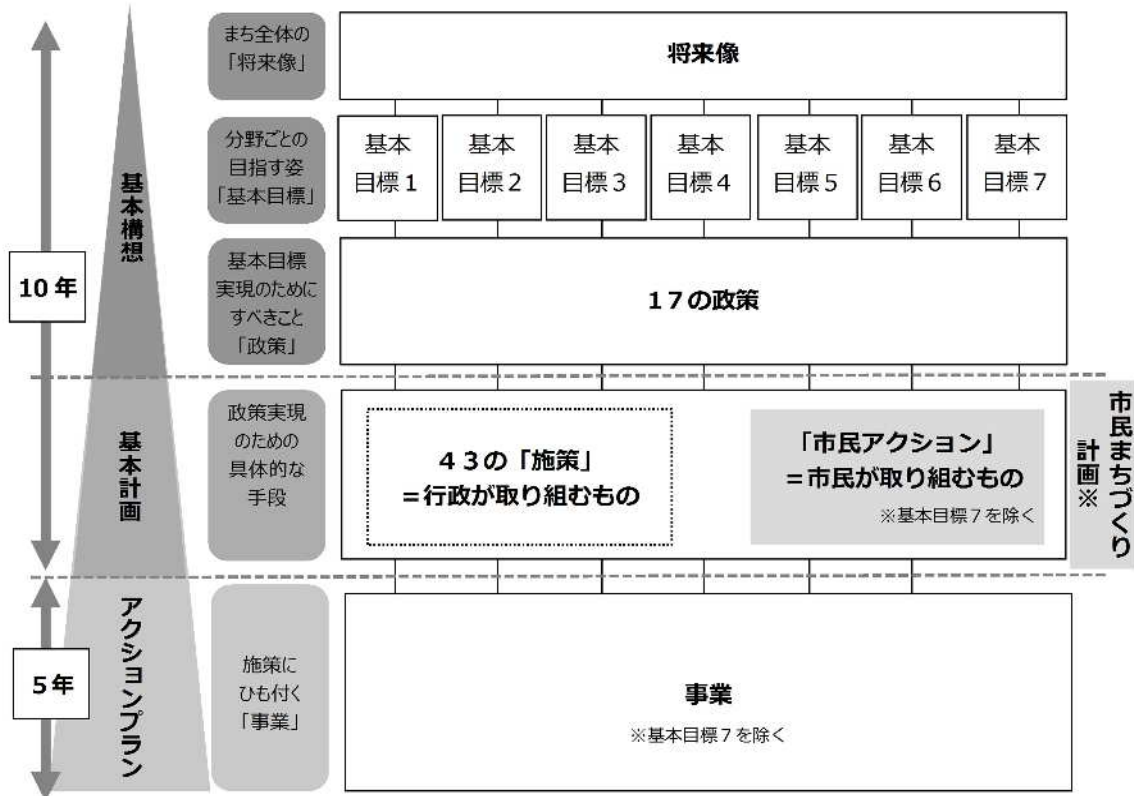 まち全体の
「将来像」
将来像
分野ごとの
目指す姿
「基本目標」
基本
目標１
基本
目標２
基本
目標３
基本
目標４
基本
目標５
基本
目標６
基本
目標７
基本構想
10年
基本目標
実現のために
すべきこと
「政策」
１７の政策
基本計画
政策実現
のための
具体的な
手段
４３の「施策」
＝行政が取り組むもの
「市民アクション」
＝市民が取り組むもの
※基本目標７を除く
市民まちづくり
計画※
アクションプラン
5年
施策に
ひも付く
「事業」
事業
※基本目標７を除く